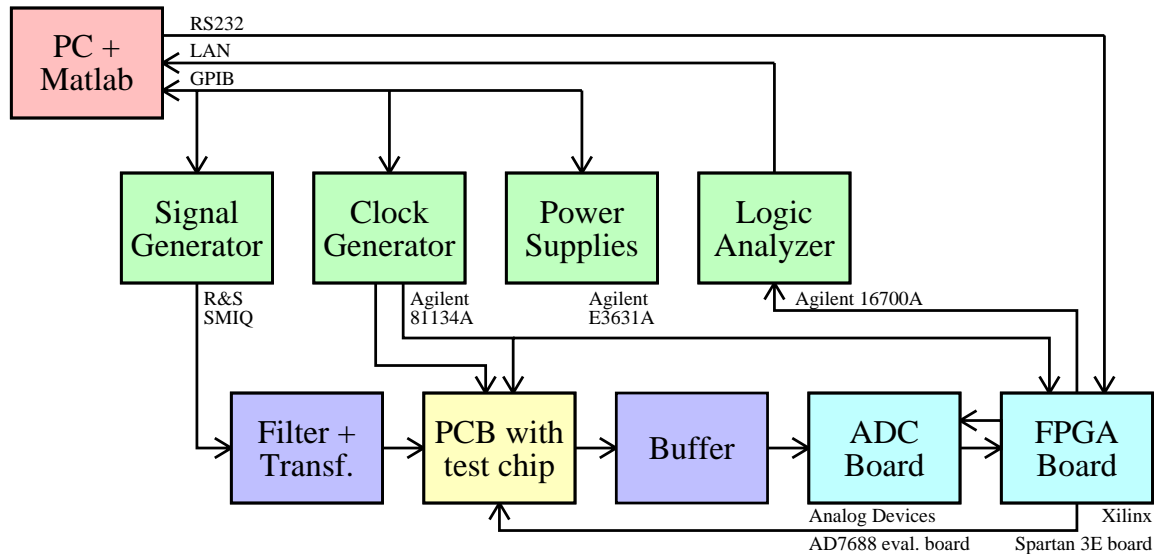 RS232
PC +
Matlab
LAN
GPIB
Signal
Generator
Clock
Generator
Power
Supplies
Logic
Analyzer
R&S
SMIQ
Agilent
81134A
Agilent
E3631A
Agilent 16700A
Filter +
Transf.
PCB with
test chip
Buffer
ADC
Board
FPGA
Board
Analog Devices
AD7688 eval. board
Xilinx
Spartan 3E board